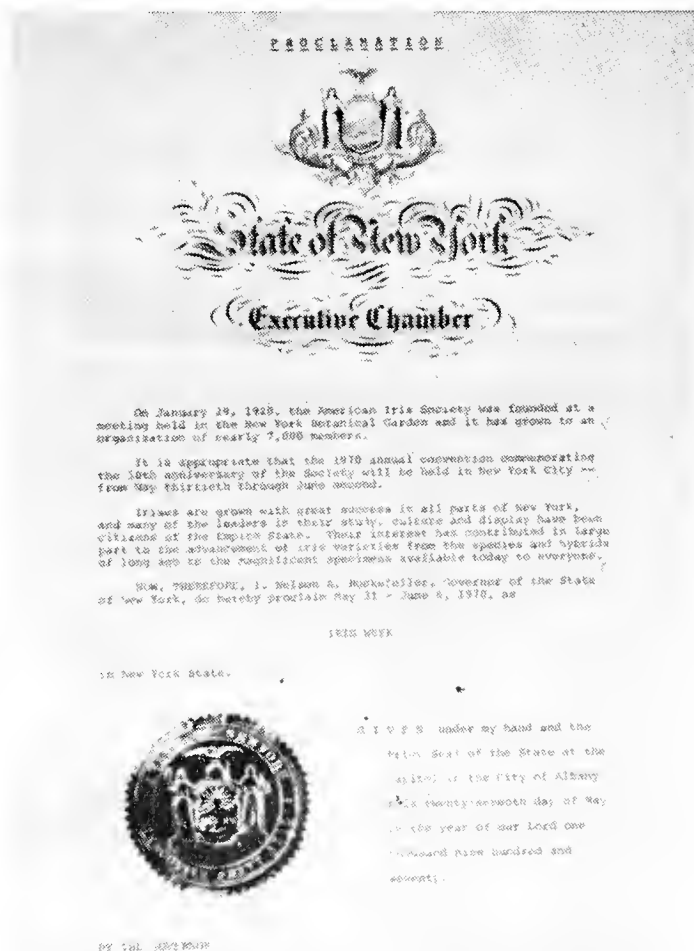 PROCLAMATION
State of New York
Executive Chamber
On January 29, 1920, the American Iris Society was founded at a
meeting held in the New York Botanical Garden and it has grown to an
organization of nearly 7,000 members.
It is appropriate that the 1970 annual convention commemorating
the 50th anniversary of the Society will be held in New York City --
from May thirtieth through June second.
Irises are grown with great success in all parts of New York,
and many of the leaders in their study, culture and display have been
citizens of the Empire State. Their interest has contributed in large
part to the advancement of iris varieties from the species and hybrids
of long ago to the magnificent specimens available today to everyone.
NOW, THEREFORE, I, Nelson A. Rockefeller, Governor of the State
of New York, do hereby proclaim May 31 - June 6, 1970, as
IRIS WEEK
in New York State.
GIVEN under my hand and the
Seal of the State at the
Capitol in the City of Albany
this day of May
in the year of our Lord one
thousand nine hundred and
seventy.
BY THE GOVERNOR